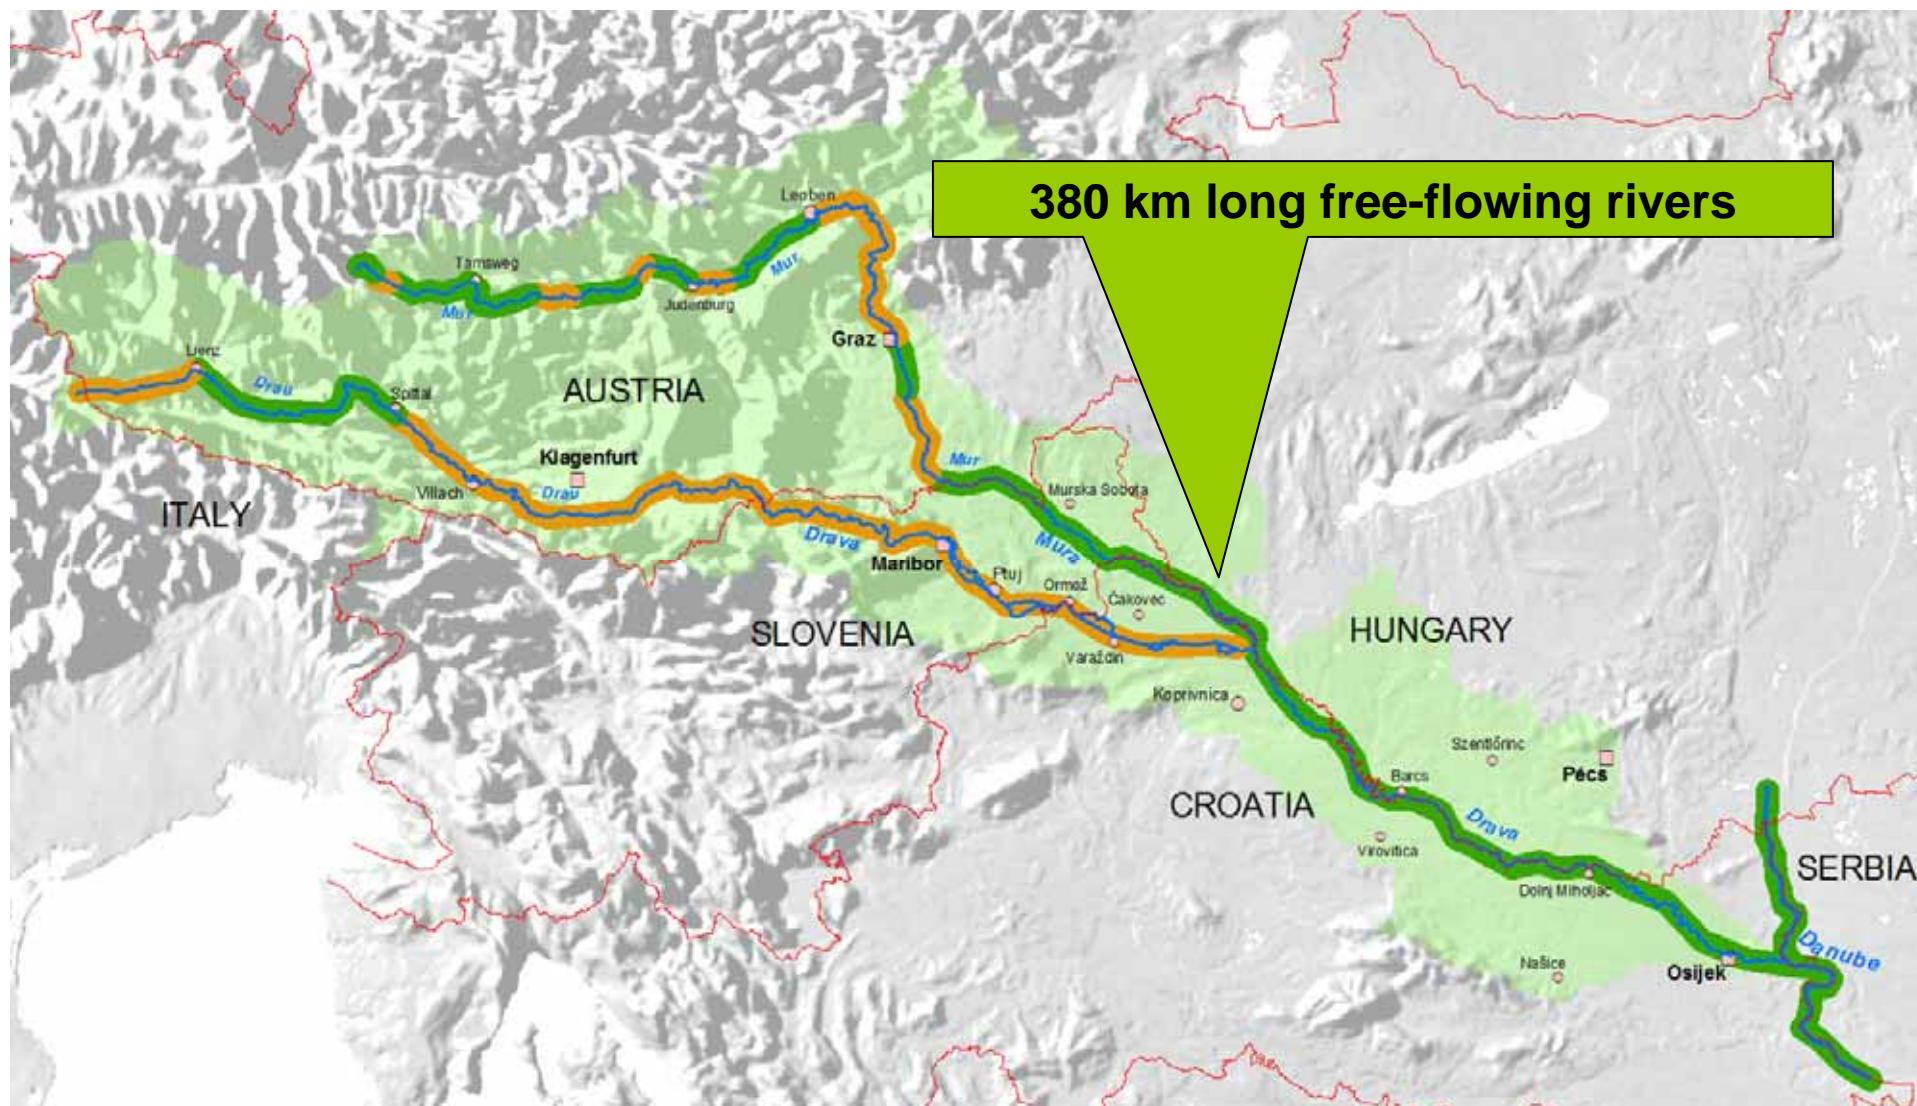 380 km long free-flowing rivers
Leoben
Tamsweg
Mur
Mur
Judenburg
Graz
Lienz
Drau
Spittal
AUSTRIA
Klagenfurt
Mur
Villach
Drau
Murska Sobota
ITALY
Drava
Mura
Maribor
Ptuj
Ormož
Čakovec
SLOVENIA
HUNGARY
Varaždin
Koprivnica
Szentlőrinc
Pécs
Barcs
CROATIA
Drava
Virovitica
SERBIA
Dolnj Miholjac
Danube
Našice
Osijek